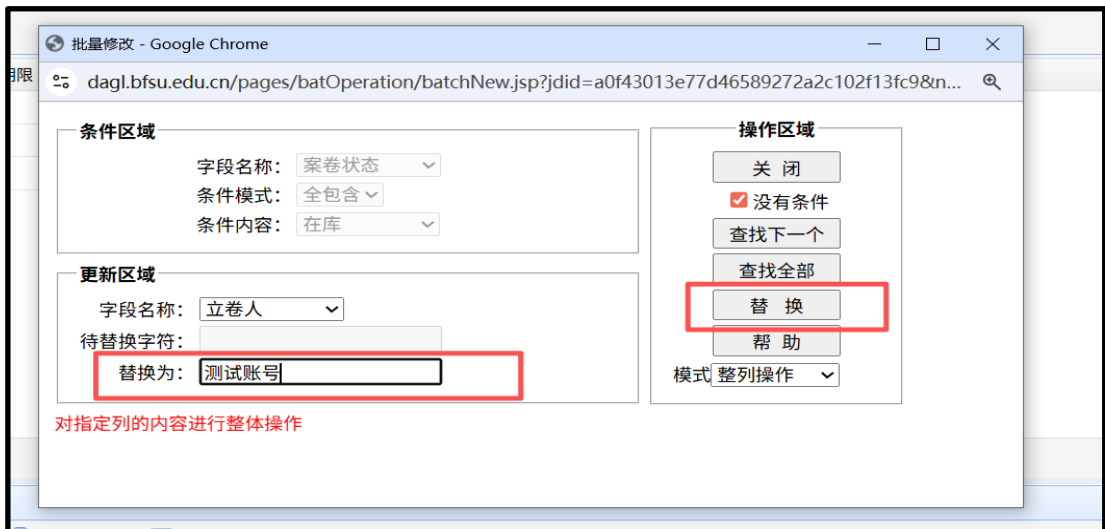 批量修改 - Google Chrome
期限
dagl.bfsu.edu.cn/pages/batOperation/batchNew.jsp?jdid=a0f43013e77d46589272a2c102f13fc9&n...
条件区域
字段名称： 案卷状态
条件模式： 全包含
条件内容： 在库
更新区域
字段名称： 立卷人
待替换字符：
替换为： 测试账号
对指定列的内容进行整体操作
操作区域
关 闭
没有条件
查找下一个
查找全部
替 换
帮 助
模式 整列操作